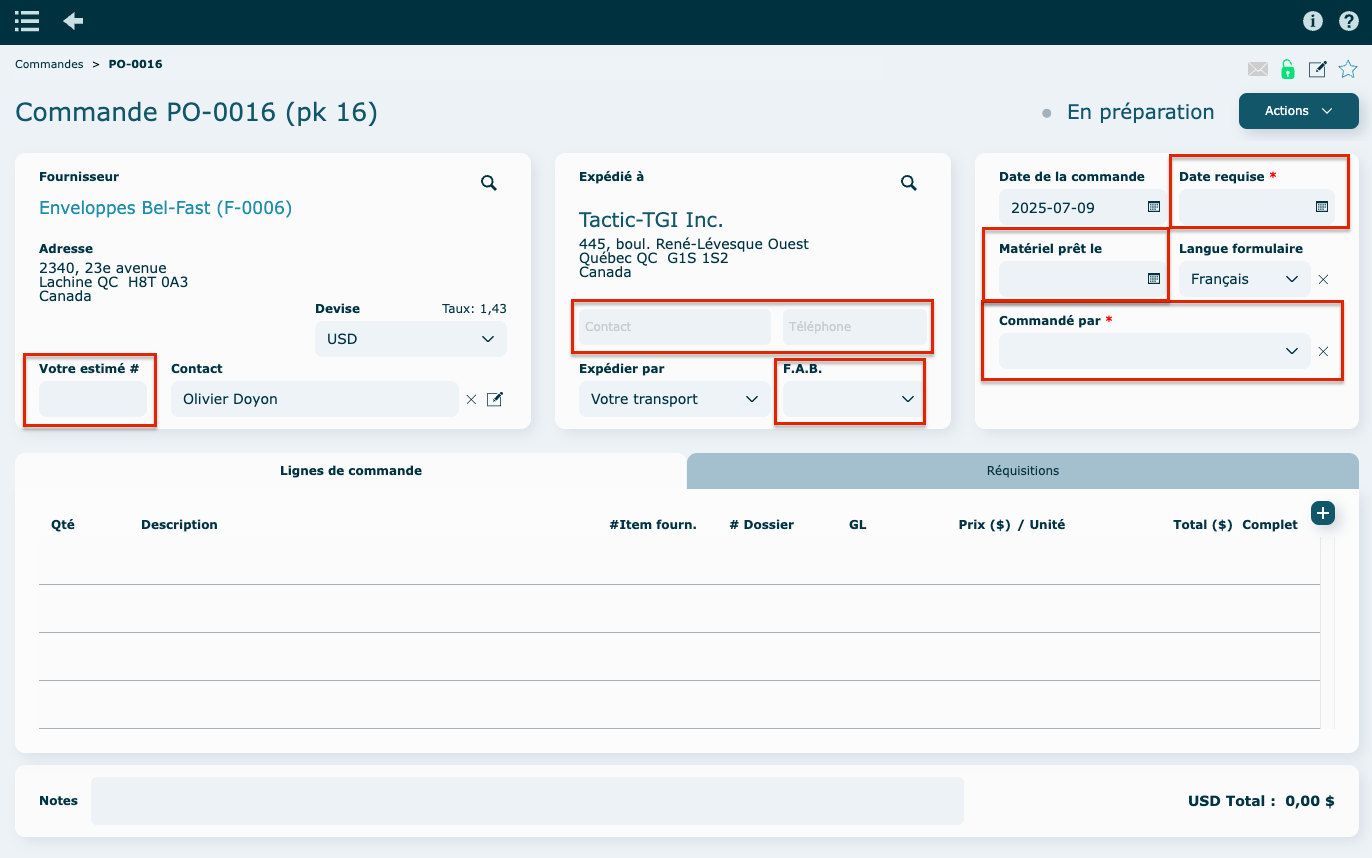 Commandes > PO-0016
Commande PO-0016 (pk 16)
En préparation
Actions
Fournisseur
Enveloppes Bel-Fast (F-0006)
Adresse
2340, 23e avenue
Lachine QC H8T 0A3
Canada
Devise Taux: 1,43
USD
Votre estimé # Contact
Olivier Doyon
Expédié à
Tactic-TGI Inc.
445, boul. René-Lévesque Ouest
Québec QC G1S 1S2
Canada
Contact Téléphone
Expédier par F.A.B.
Votre transport
Date de la commande Date requise *
2025-07-09
Matériel prêt le Langue formulaire
Français
Commandé par *
Lignes de commande Réquisitions
Qté Description #Item fourn. # Dossier GL Prix ($) / Unité Total ($) Complet
Notes USD Total : 0,00 $